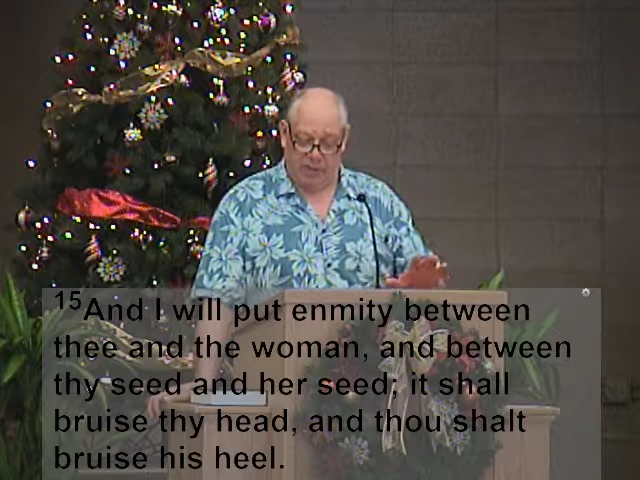 15And I will put enmity between
thee and the woman, and between
thy seed and her seed; it shall
bruise thy head, and thou shalt
bruise his heel.